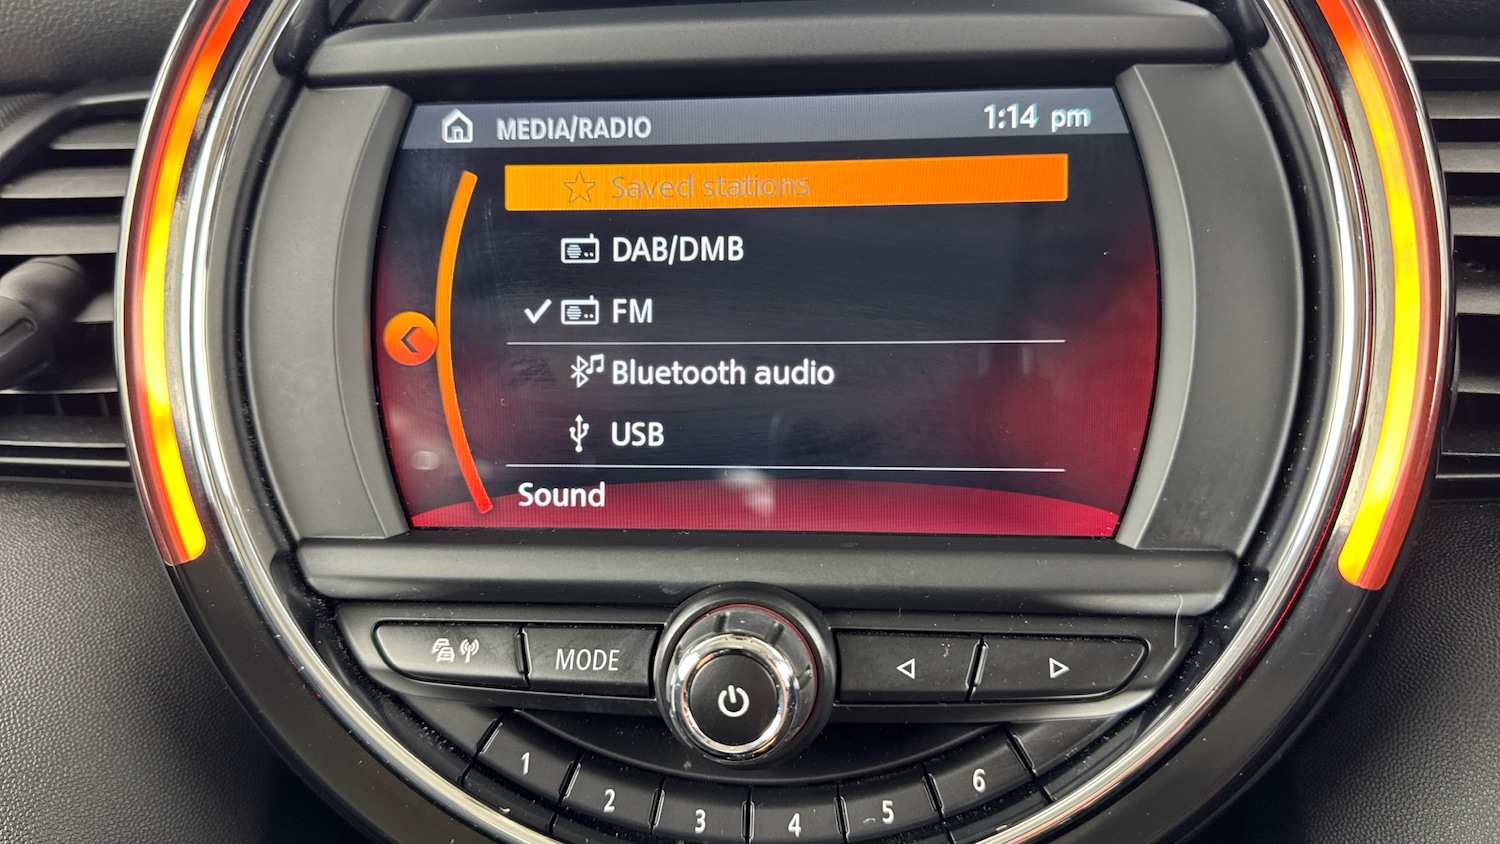 MEDIA/RADIO 1:14 pm
Saved stations
DAB/DMB
FM
Bluetooth audio
USB
Sound
MODE
1 2 3 4 5 6